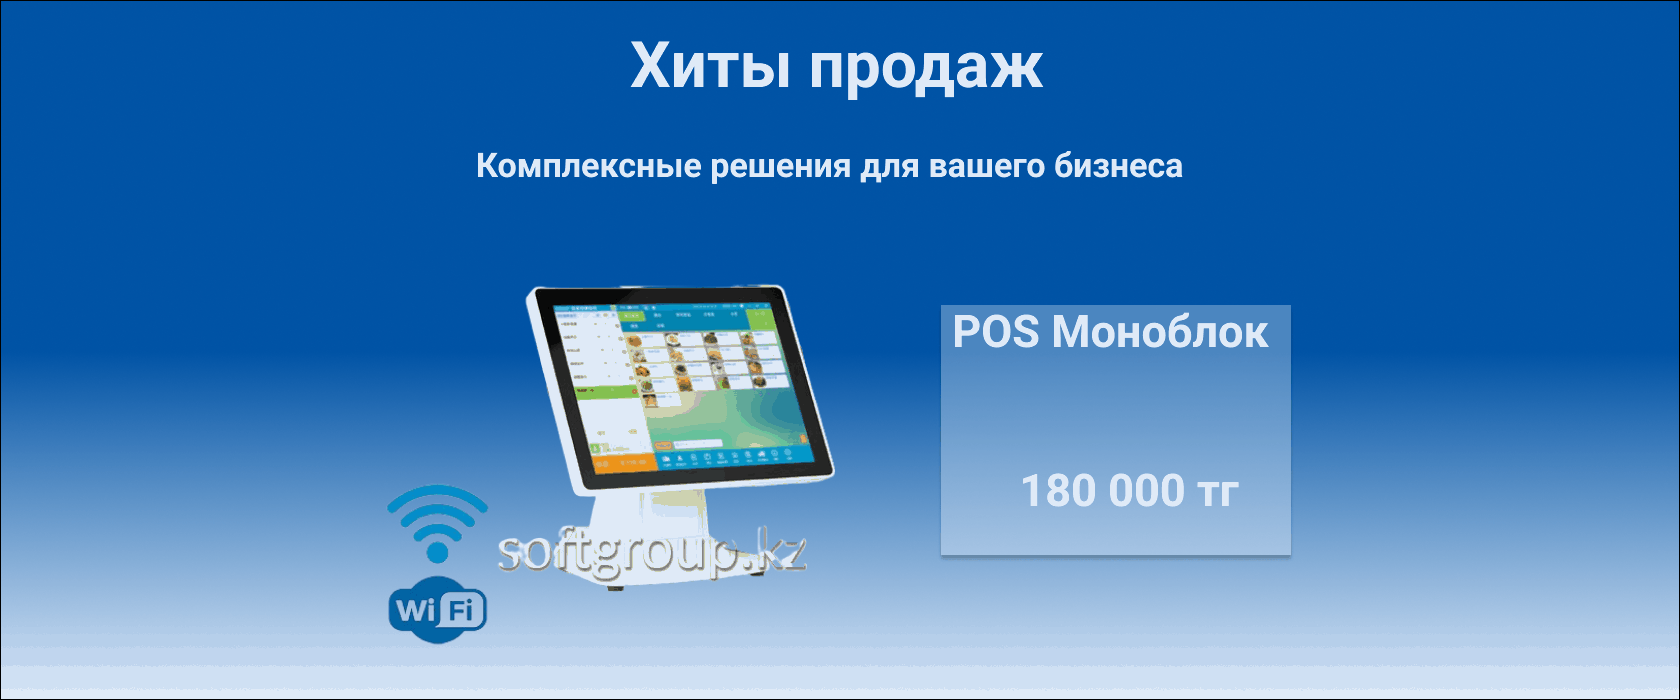 Хиты продаж
Комплексные решения для вашего бизнеса
POS Моноблок
180 000 тг
softgroup.kz
Wi Fi